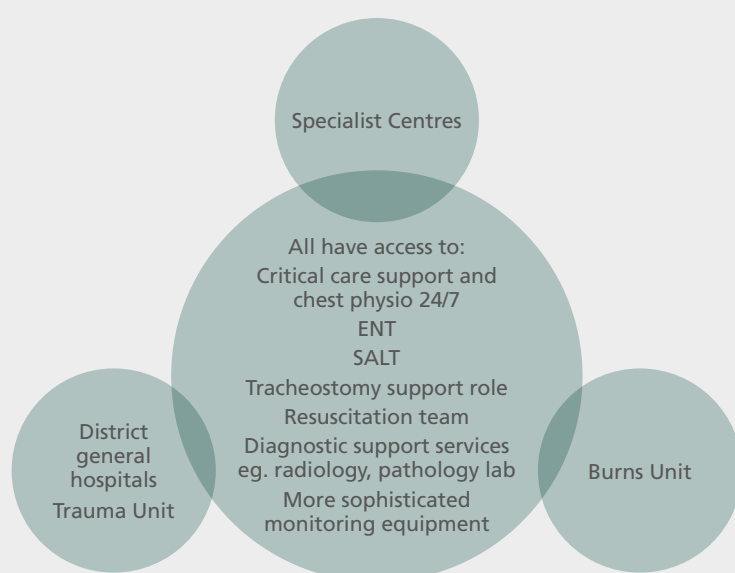 Specialist Centres
All have access to:
Critical care support and
chest physio 24/7
ENT
SALT
Tracheostomy support role
Resuscitation team
Diagnostic support services
eg. radiology, pathology lab
More sophisticated
monitoring equipment
District
general
hospitals
Trauma Unit
Burns Unit